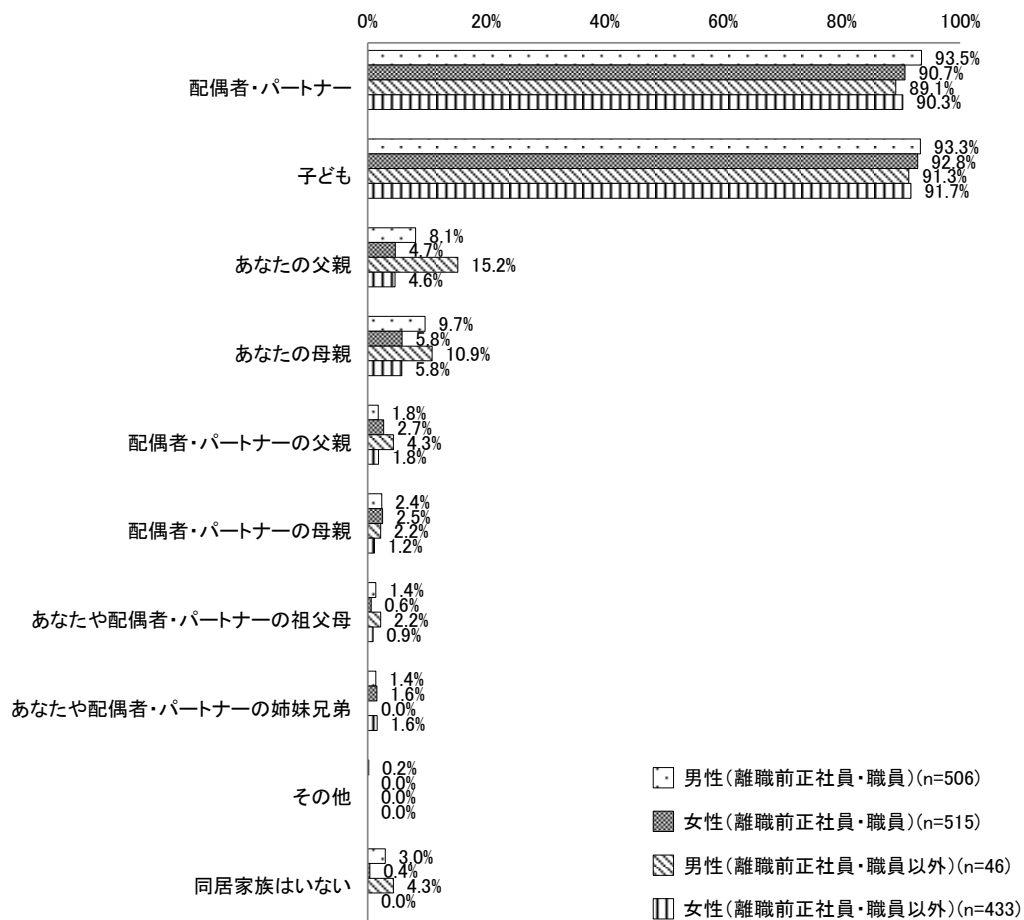 0% 20% 40% 60% 80% 100%
配偶者・パートナー
93.5%
90.7%
89.1%
90.3%
子ども
93.3%
92.8%
91.3%
91.7%
あなたの父親
8.1%
4.7%
15.2%
4.6%
あなたの母親
9.7%
5.8%
10.9%
5.8%
配偶者・パートナーの父親
1.8%
2.7%
4.3%
1.8%
配偶者・パートナーの母親
2.4%
2.5%
2.2%
1.2%
あなたや配偶者・パートナーの祖父母
1.4%
0.6%
2.2%
0.9%
あなたや配偶者・パートナーの姉妹兄弟
1.4%
1.6%
0.0%
1.6%
その他
0.2%
0.0%
0.0%
0.0%
同居家族はいない
3.0%
0.4%
4.3%
0.0%
男性(離職前正社員・職員)(n=506)
女性(離職前正社員・職員)(n=515)
男性(離職前正社員・職員以外)(n=46)
女性(離職前正社員・職員以外)(n=433)